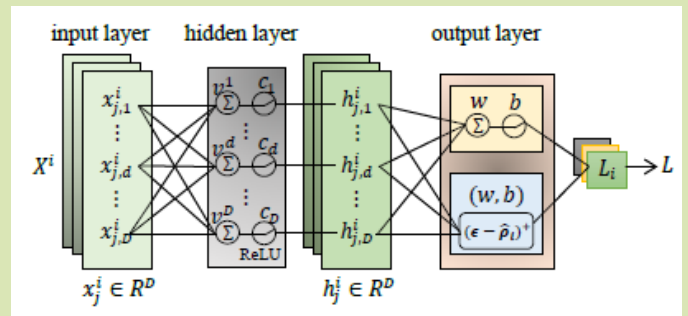 input layer hidden layer output layer
X^i
x^i_{j,1}
⋮
x^i_{j,d}
⋮
x^i_{j,D}
v^1 Σ c_1
⋮
v^d Σ c_d
⋮
v^D Σ c_D
ReLU
h^i_{j,1}
⋮
h^i_{j,d}
⋮
h^i_{j,D}
w b
Σ
(w, b)
(ϵ − ρ̂_i)^+
L_i → L
x^i_j ∈ R^D h^i_j ∈ R^D